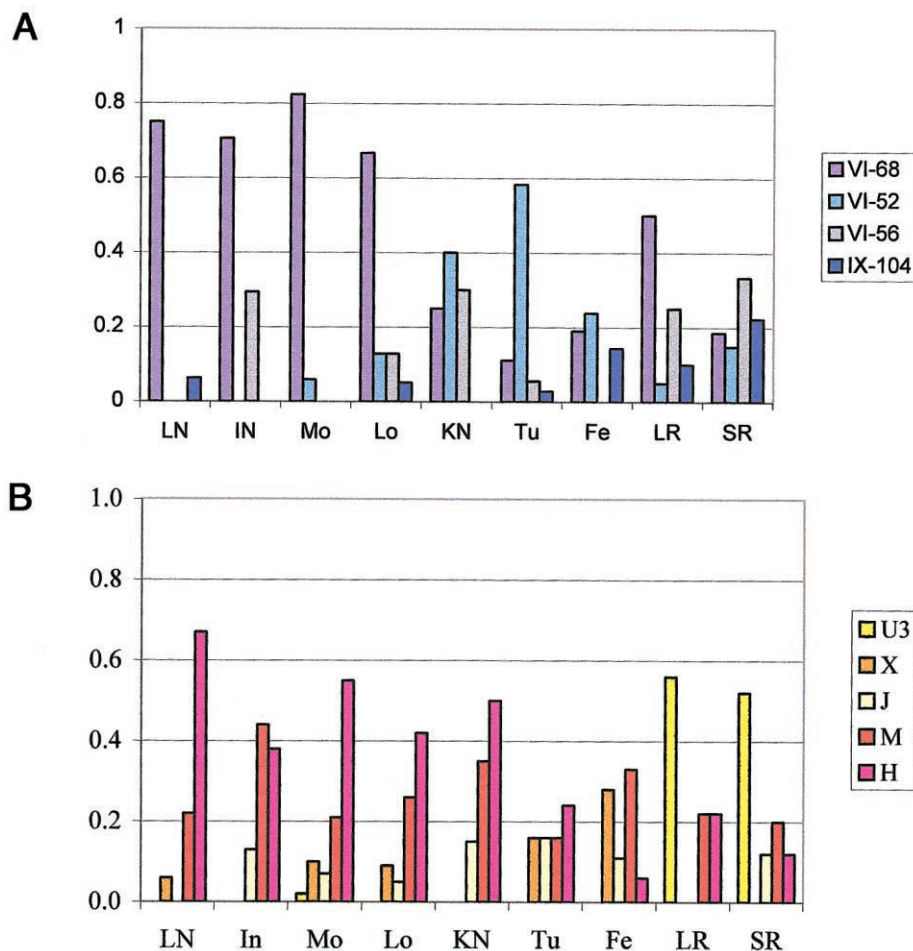 A
1
0.8
0.6
0.4
0.2
0
LN IN Mo Lo KN Tu Fe LR SR
VI-68
VI-52
VI-56
IX-104
B
1.0
0.8
0.6
0.4
0.2
0.0
LN In Mo Lo KN Tu Fe LR SR
U3
X
J
M
H